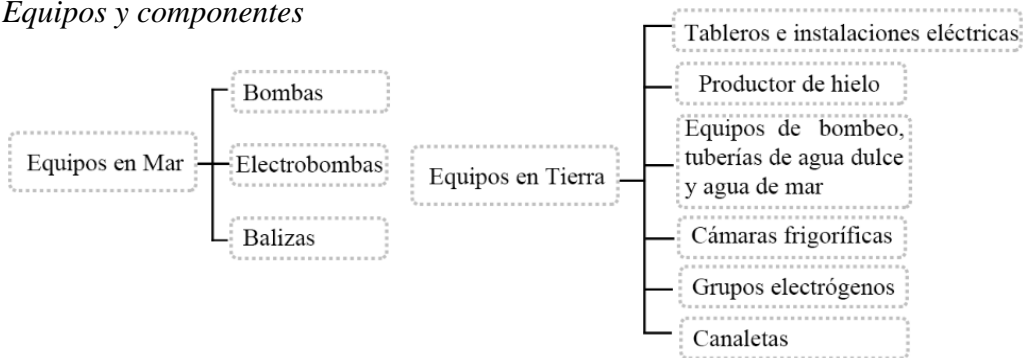 Equipos y componentes
Equipos en Mar
Bombas
Electrobombas
Balizas
Equipos en Tierra
Tableros e instalaciones eléctricas
Productor de hielo
Equipos de bombeo,
tuberías de agua dulce
y agua de mar
Cámaras frigoríficas
Grupos electrógenos
Canaletas